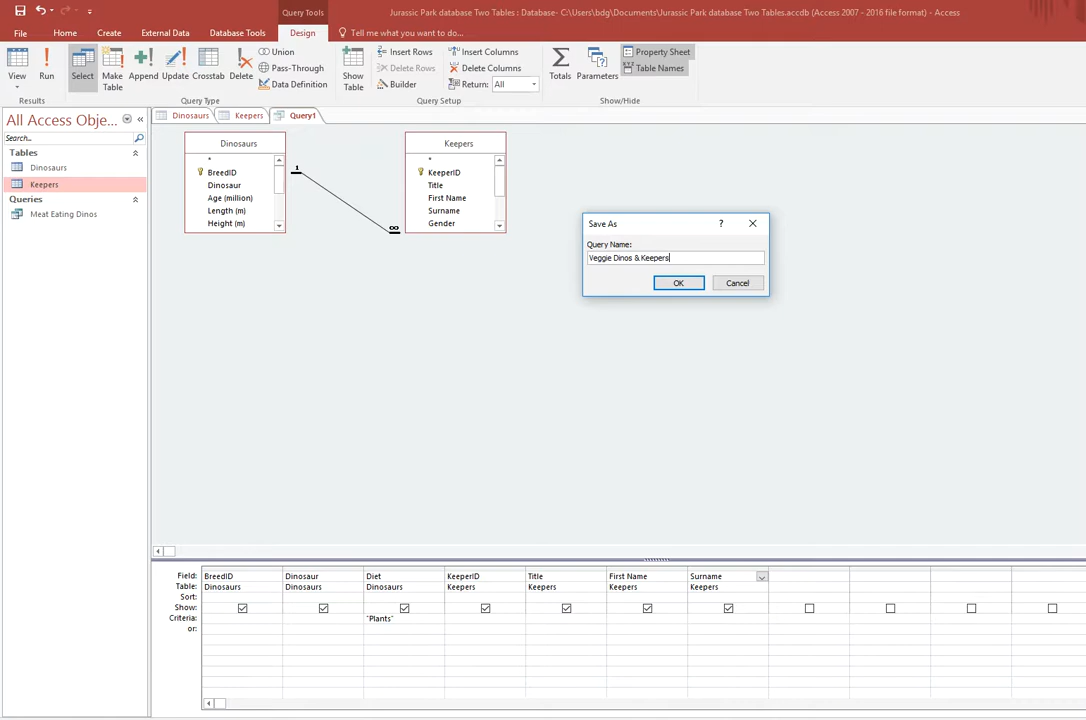 Query Tools
Jurassic Park database Two Tables : Database- C:\Users\bdg\Documents\Jurassic Park database Two Tables.accdb (Access 2007 - 2016 file format) - Access
File Home Create External Data Database Tools Design Tell me what you want to do...
View Run Select Make Table Append Update Crosstab Delete
Union
Pass-Through
Data Definition
Show Table
Insert Rows
Delete Rows
Builder
Insert Columns
Delete Columns
Return: All
Totals Parameters
Property Sheet
XYZ Table Names
Results Query Type Query Setup Show/Hide
All Access Obje...
Search...
Tables
Dinosaurs
Keepers
Queries
Meat Eating Dinos
Dinosaurs Keepers Query1
Dinosaurs
*
BreedID
Dinosaur
Age (million)
Length (m)
Height (m)
1
∞
Keepers
*
KeeperID
Title
First Name
Surname
Gender
Save As ?
Query Name:
Veggie Dinos & Keepers
OK Cancel
Field: BreedID Dinosaur Diet KeeperID Title First Name Surname
Table: Dinosaurs Dinosaurs Dinosaurs Keepers Keepers Keepers Keepers
Sort:
Show:
Criteria: "Plants"
or: